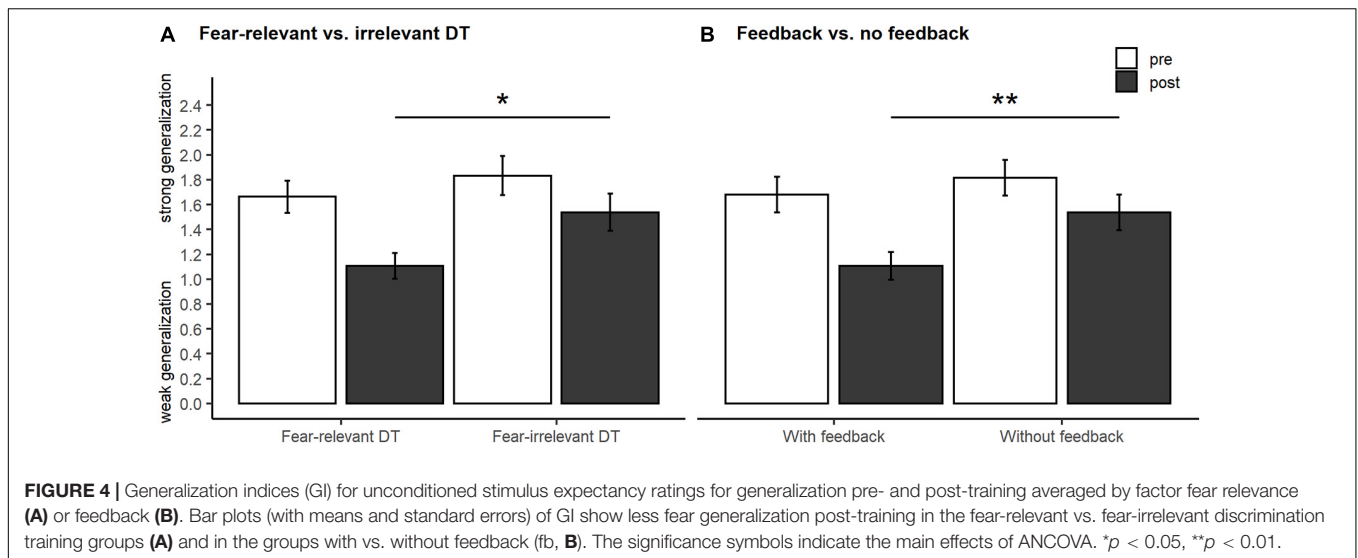 A Fear-relevant vs. irrelevant DT
B Feedback vs. no feedback
pre
post
strong generalization
weak generalization
2.4
2.2
2.0
1.8
1.6
1.4
1.2
1.0
0.8
0.6
0.4
0.2
0.0
*
**
Fear-relevant DT
Fear-irrelevant DT
With feedback
Without feedback
FIGURE 4 | Generalization indices (GI) for unconditioned stimulus expectancy ratings for generalization pre- and post-training averaged by factor fear relevance
(A) or feedback (B). Bar plots (with means and standard errors) of GI show less fear generalization post-training in the fear-relevant vs. fear-irrelevant discrimination
training groups (A) and in the groups with vs. without feedback (fb, B). The significance symbols indicate the main effects of ANCOVA. *p < 0.05, **p < 0.01.